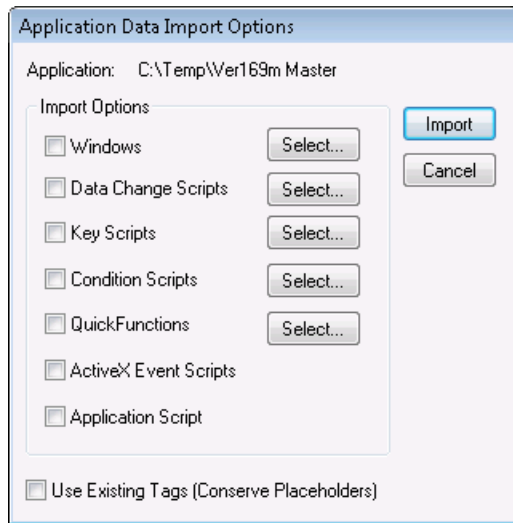 Application Data Import Options
Application: C:\Temp\Ver169m Master
Import Options
Import
Windows Select...
Cancel
Data Change Scripts Select...
Key Scripts Select...
Condition Scripts Select...
QuickFunctions Select...
ActiveX Event Scripts
Application Script
Use Existing Tags (Conserve Placeholders)